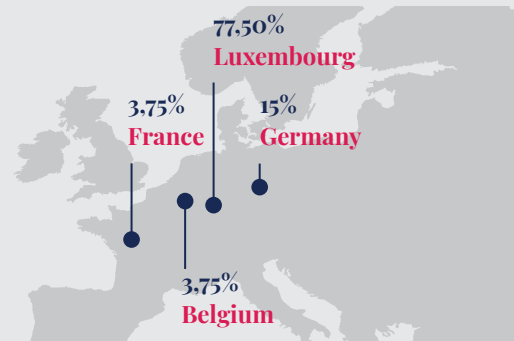 77,50%
Luxembourg
3,75%
France
15%
Germany
3,75%
Belgium